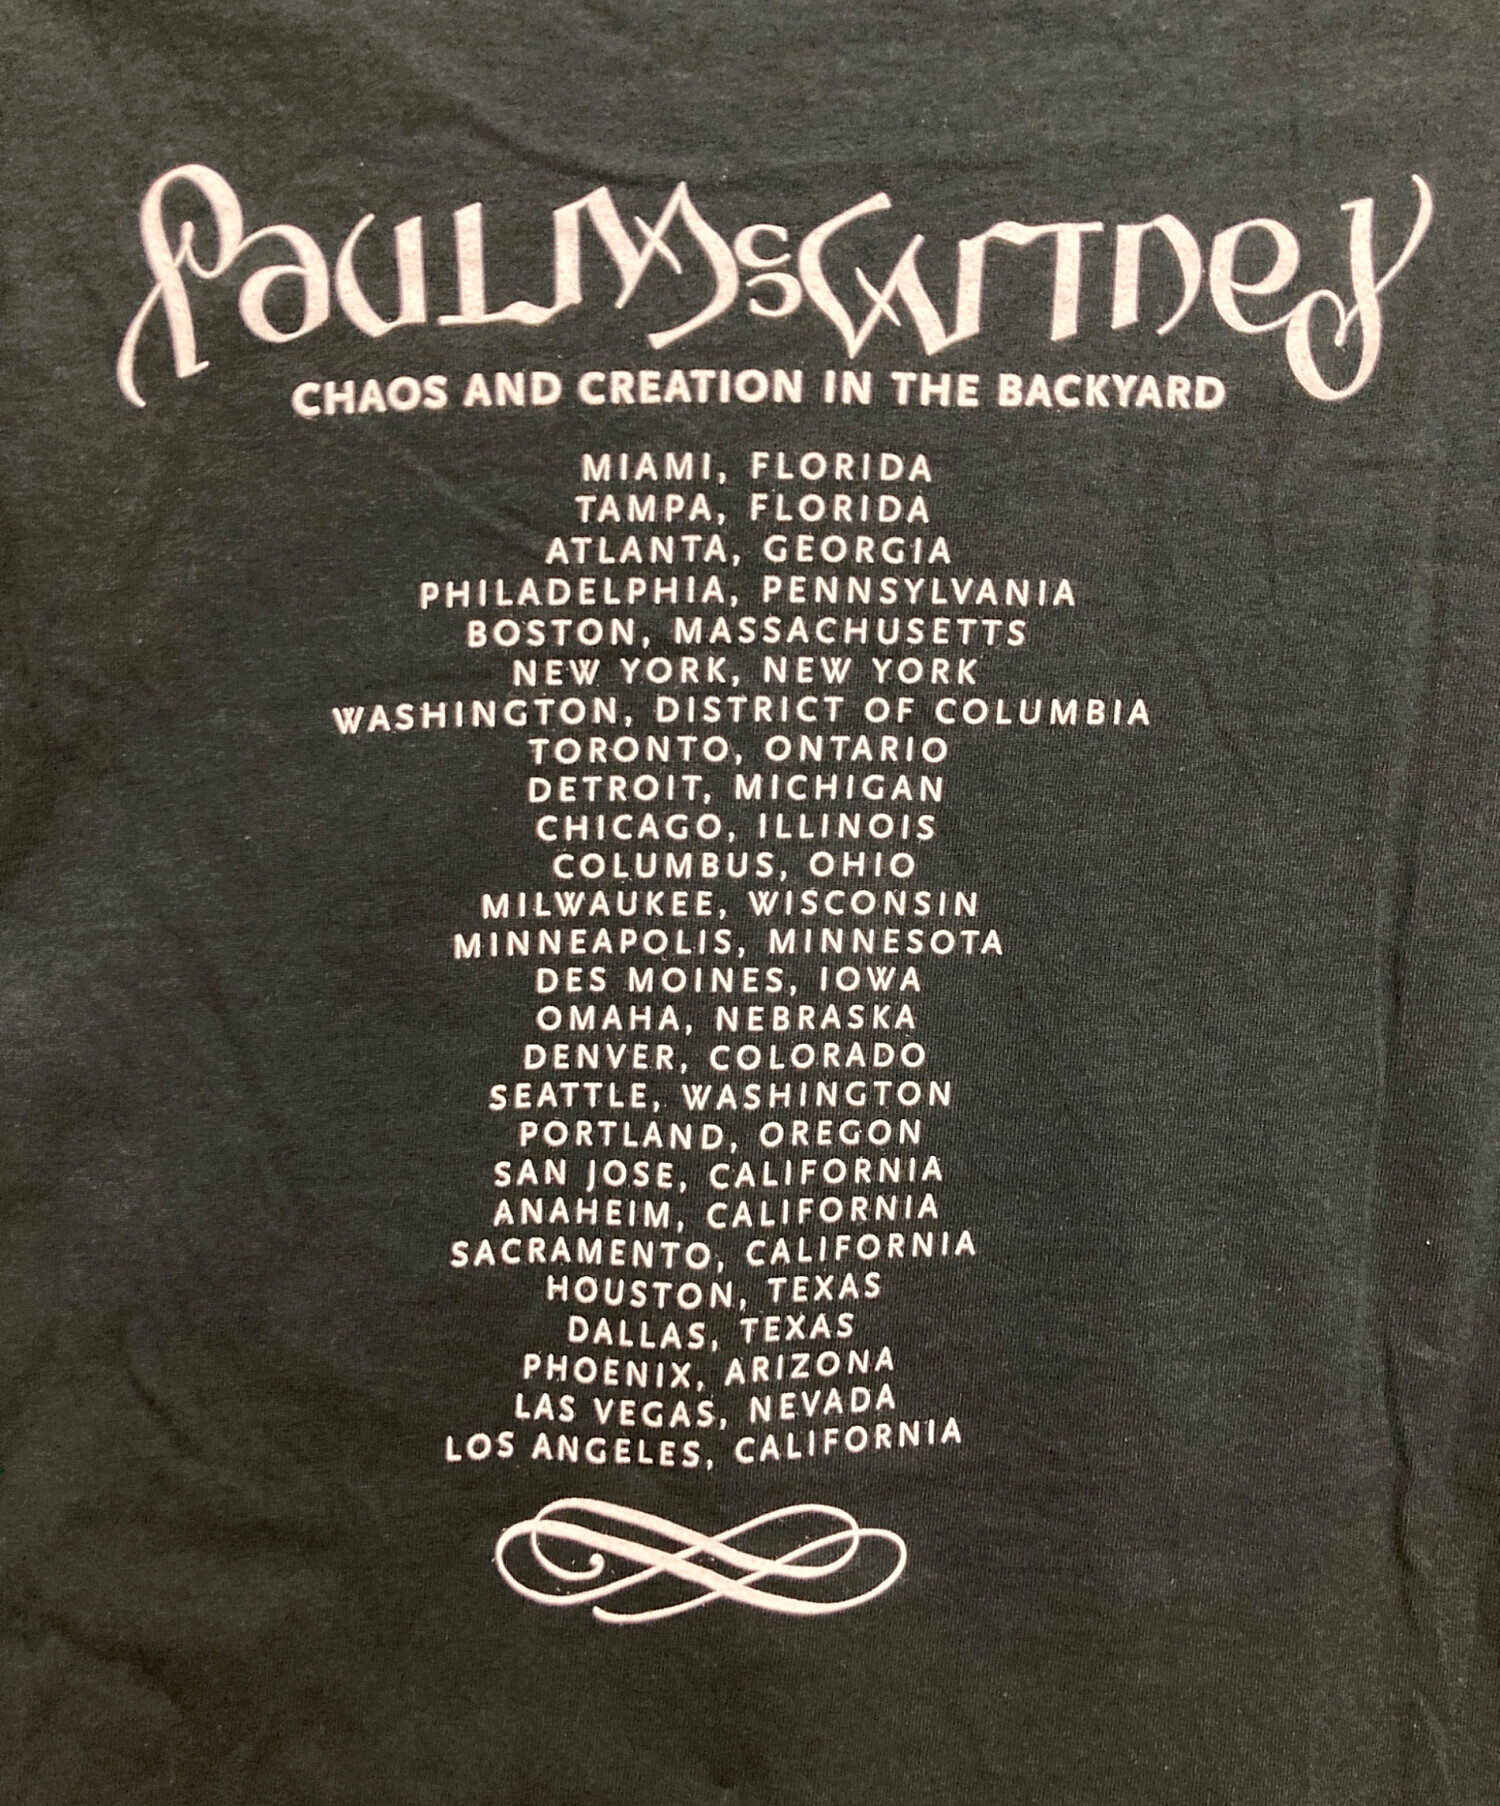 Paul McCartney
CHAOS AND CREATION IN THE BACKYARD
MIAMI, FLORIDA
TAMPA, FLORIDA
ATLANTA, GEORGIA
PHILADELPHIA, PENNSYLVANIA
BOSTON, MASSACHUSETTS
NEW YORK, NEW YORK
WASHINGTON, DISTRICT OF COLUMBIA
TORONTO, ONTARIO
DETROIT, MICHIGAN
CHICAGO, ILLINOIS
COLUMBUS, OHIO
MILWAUKEE, WISCONSIN
MINNEAPOLIS, MINNESOTA
DES MOINES, IOWA
OMAHA, NEBRASKA
DENVER, COLORADO
SEATTLE, WASHINGTON
PORTLAND, OREGON
SAN JOSE, CALIFORNIA
ANAHEIM, CALIFORNIA
SACRAMENTO, CALIFORNIA
HOUSTON, TEXAS
DALLAS, TEXAS
PHOENIX, ARIZONA
LAS VEGAS, NEVADA
LOS ANGELES, CALIFORNIA